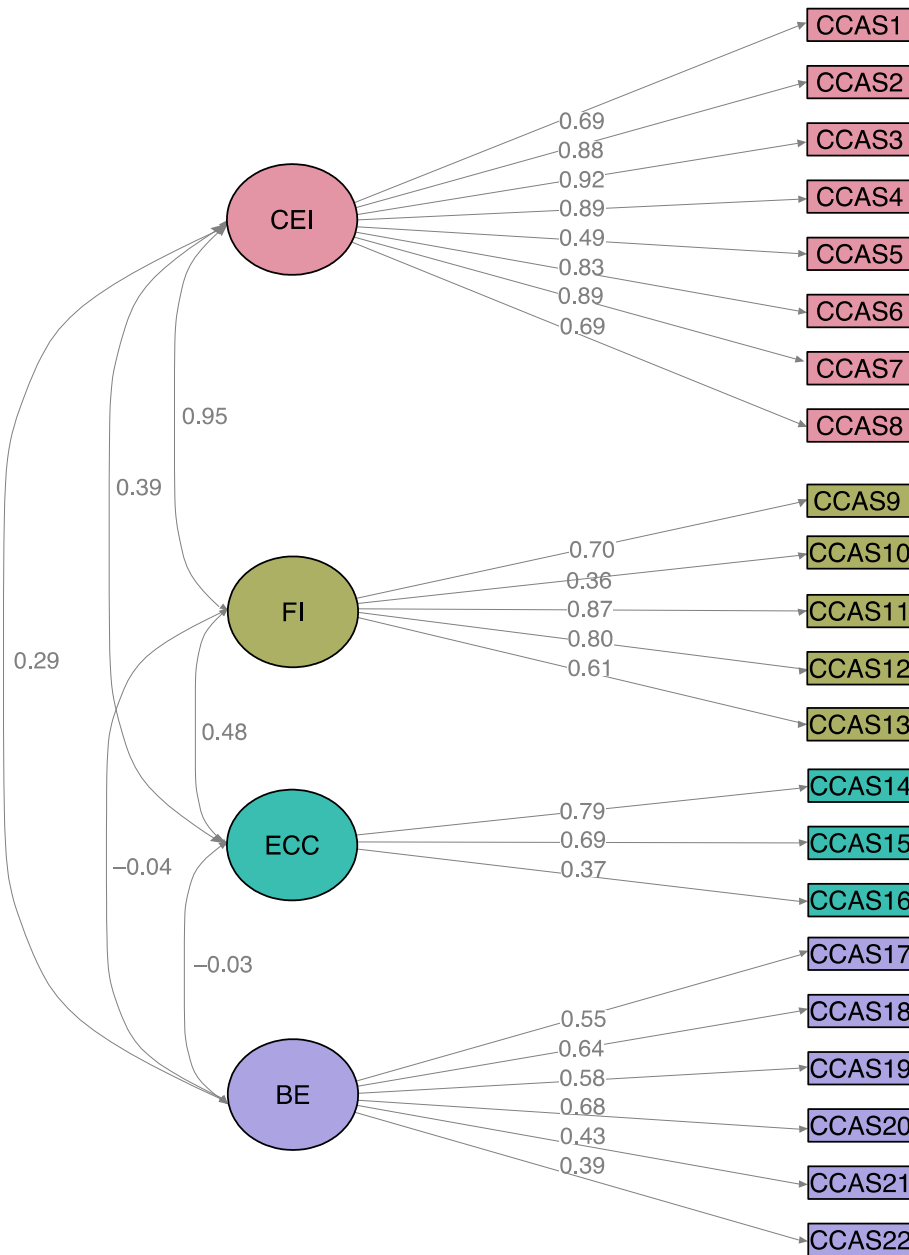 CCAS1
CCAS2
0.69
CCAS3
0.88
0.92
CCAS4
0.89
CEI
0.49
CCAS5
0.83
0.89
CCAS6
0.69
CCAS7
0.95
CCAS8
0.39
CCAS9
0.70
CCAS10
0.36
FI
0.87
CCAS11
0.80
0.61
CCAS12
0.29
CCAS13
0.48
CCAS14
0.79
ECC
0.69
CCAS15
–0.04
0.37
CCAS16
–0.03
CCAS17
0.55
CCAS18
0.64
0.58
CCAS19
BE
0.68
CCAS20
0.43
0.39
CCAS21
CCAS22